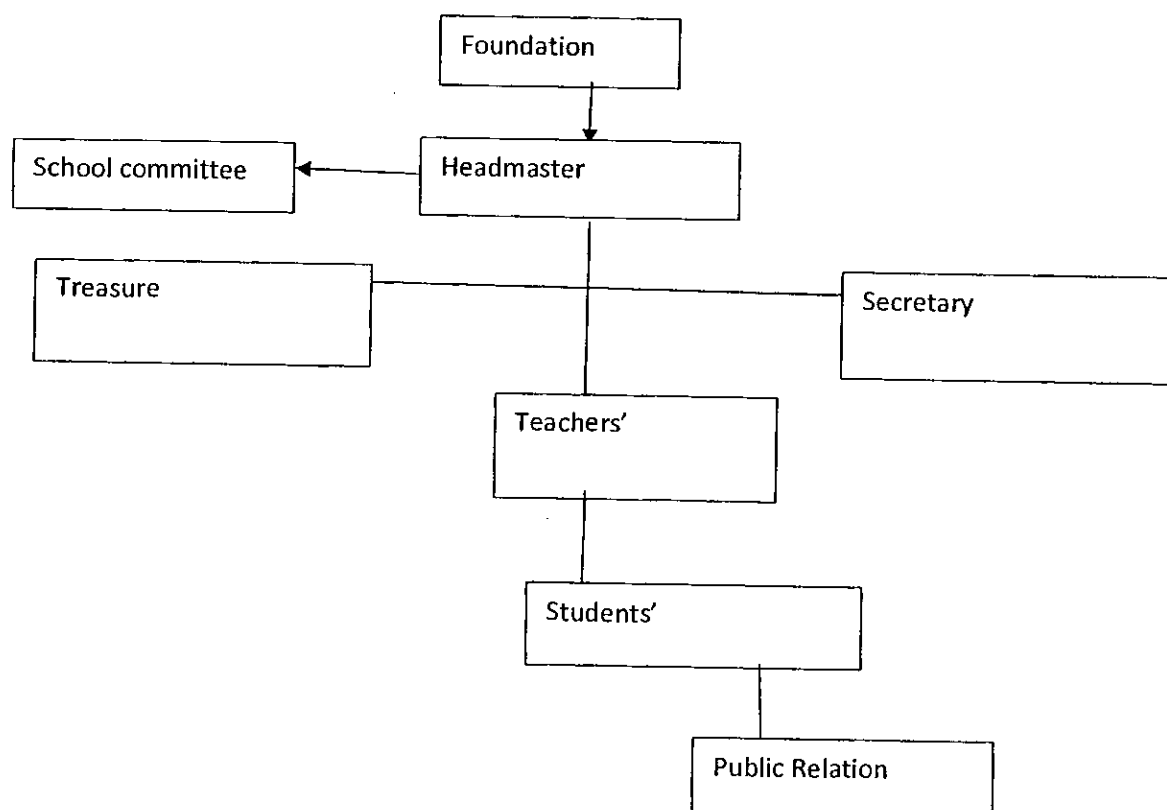 Foundation
School committee
Headmaster
Treasure
Secretary
Teachers’
Students’
Public Relation